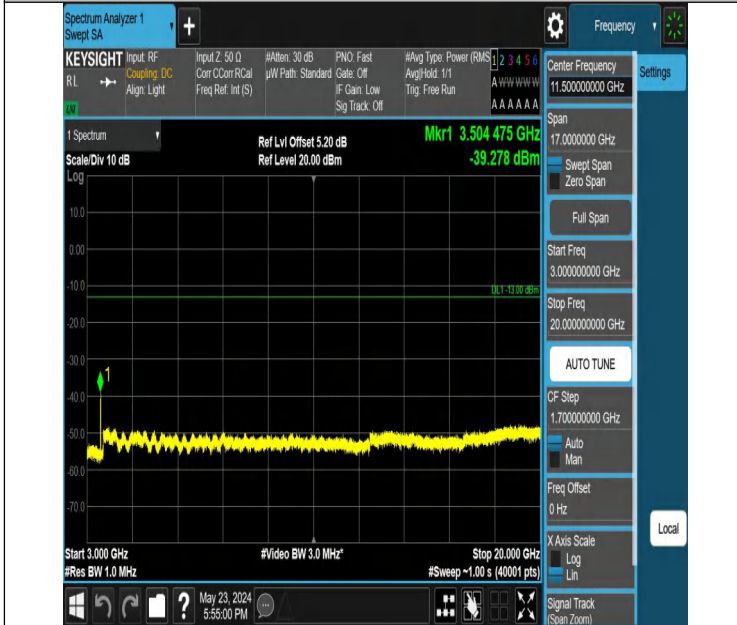 Spectrum Analyzer 1
Swept SA
+
Frequency
KEYSIGHT
RL
Input: RF
Coupling: DC
Align: Light
Input Z: 50 Ω
Corr CCorr RCal
Freq Ref: Int (S)
#Atten: 30 dB
µW Path: Standard
PNO: Fast
Gate: Off
IF Gain: Low
Sig Track: Off
#Avg Type: Power (RMS
Avg|Hold: 1/1
Trig: Free Run
1 2 3 4 5 6
A W W W W W
A A A A A A
Center Frequency
11.500000000 GHz
Settings
Span
17.0000000 GHz
Swept Span
Zero Span
Full Span
Start Freq
3.000000000 GHz
Stop Freq
20.000000000 GHz
AUTO TUNE
CF Step
1.700000000 GHz
Auto
Man
Freq Offset
0 Hz
X Axis Scale
Log
Lin
Signal Track
(Span Zoom)
Local
1 Spectrum
Scale/Div 10 dB
Log
Ref Lvl Offset 5.20 dB
Ref Level 20.00 dBm
Mkr1 3.504 475 GHz
-39.278 dBm
10.0
0.00
-10.0
DL1 -13.00 dBm
-20.0
-30.0
1
-40.0
-50.0
-60.0
-70.0
Start 3.000 GHz
#Res BW 1.0 MHz
#Video BW 3.0 MHz*
Stop 20.000 GHz
#Sweep ~1.00 s (40001 pts)
?
May 23, 2024
5:55:00 PM